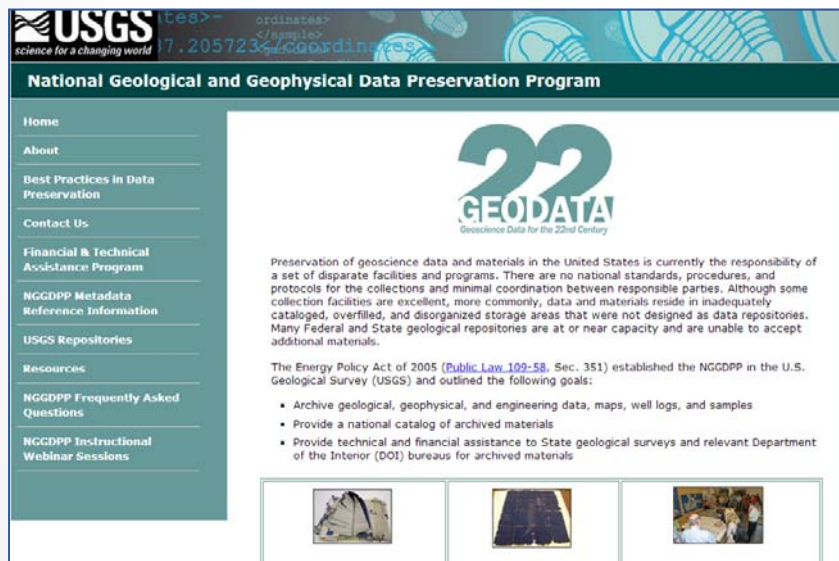 tes>-
ordinates>
</sample>
USGS
science for a changing world
37.205723</coordinates>
National Geological and Geophysical Data Preservation Program
Home
About
Best Practices in Data
Preservation
Contact Us
Financial & Technical
Assistance Program
NGGDPP Metadata
Reference Information
USGS Repositories
Resources
NGGDPP Frequently Asked
Questions
NGGDPP Instructional
Webinar Sessions
22
GEODATA
Geoscience Data for the 22nd Century
Preservation of geoscience data and materials in the United States is currently the responsibility of
a set of disparate facilities and programs. There are no national standards, procedures, and
protocols for the collections and minimal coordination between responsible parties. Although some
collection facilities are excellent, more commonly, data and materials reside in inadequately
cataloged, overfilled, and disorganized storage areas that were not designed as data repositories.
Many Federal and State geological repositories are at or near capacity and are unable to accept
additional materials.
The Energy Policy Act of 2005 (Public Law 109-58, Sec. 351) established the NGGDPP in the U.S.
Geological Survey (USGS) and outlined the following goals:
• Archive geological, geophysical, and engineering data, maps, well logs, and samples
• Provide a national catalog of archived materials
• Provide technical and financial assistance to State geological surveys and relevant Department
of the Interior (DOI) bureaus for archived materials